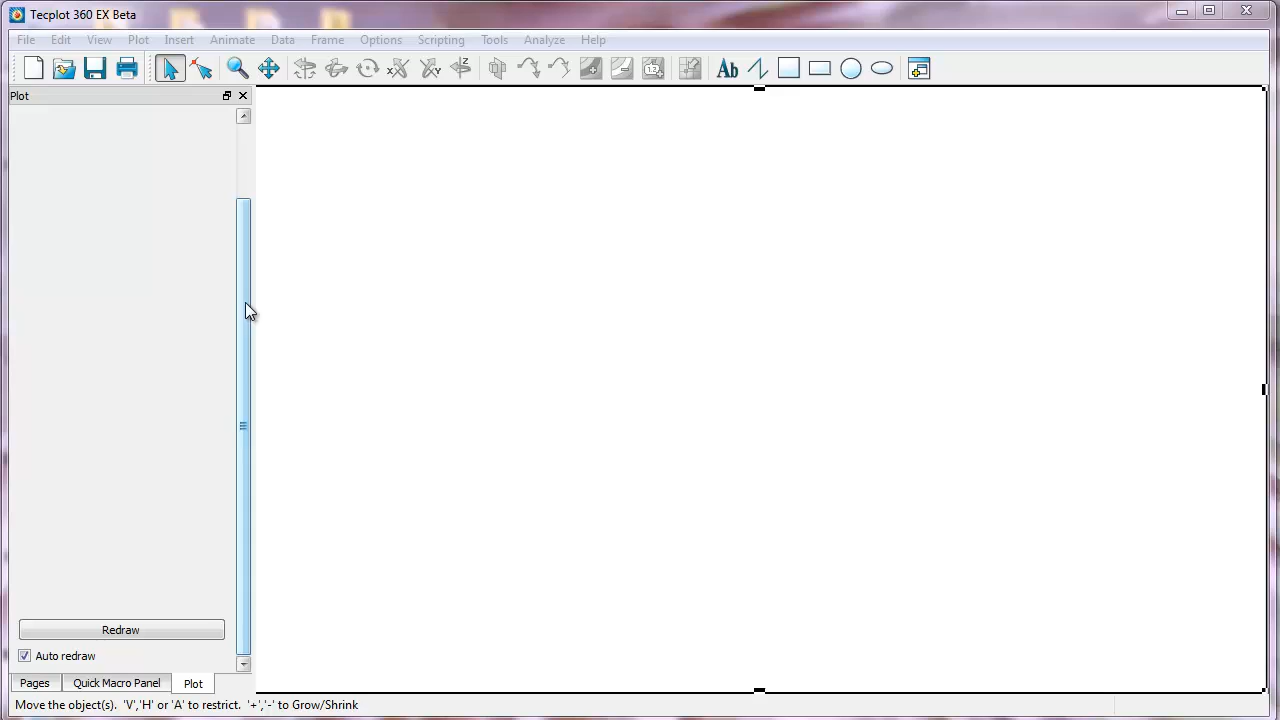 Tecplot 360 EX Beta
File Edit View Plot Insert Animate Data Frame Options Scripting Tools Analyze Help
Ab
Plot
Redraw
Auto redraw
Pages Quick Macro Panel Plot
Move the object(s). 'V','H' or 'A' to restrict. '+','-' to Grow/Shrink